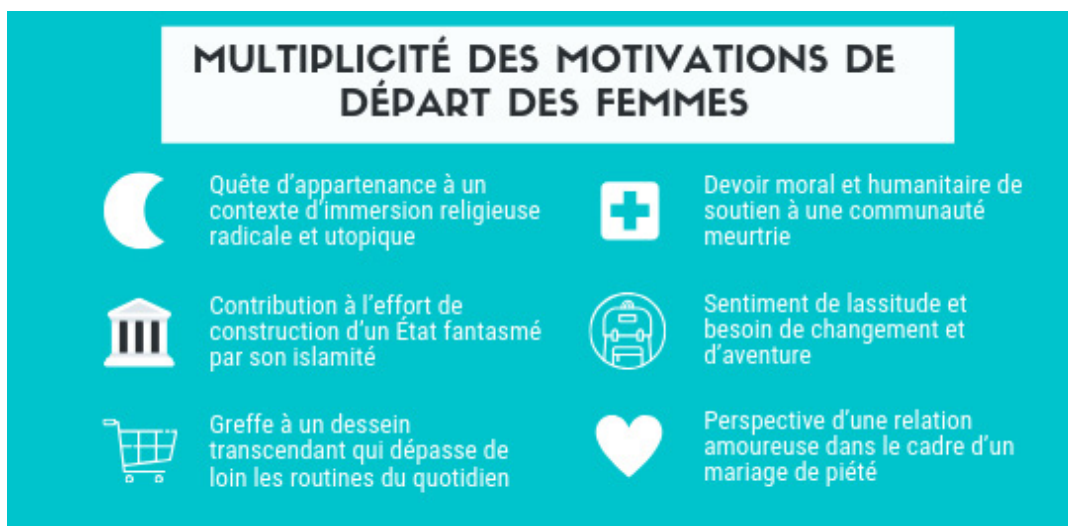 MULTIPLICITÉ DES MOTIVATIONS DE
DÉPART DES FEMMES
Quête d'appartenance à un
contexte d'immersion religieuse
radicale et utopique
Contribution à l'effort de
construction d'un État fantasmé
par son islamité
Greffe à un dessein
transcendant qui dépasse de
loin les routines du quotidien
Devoir moral et humanitaire de
soutien à une communauté
meurtrie
Sentiment de lassitude et
besoin de changement et
d'aventure
Perspective d'une relation
amoureuse dans le cadre d'un
mariage de piété